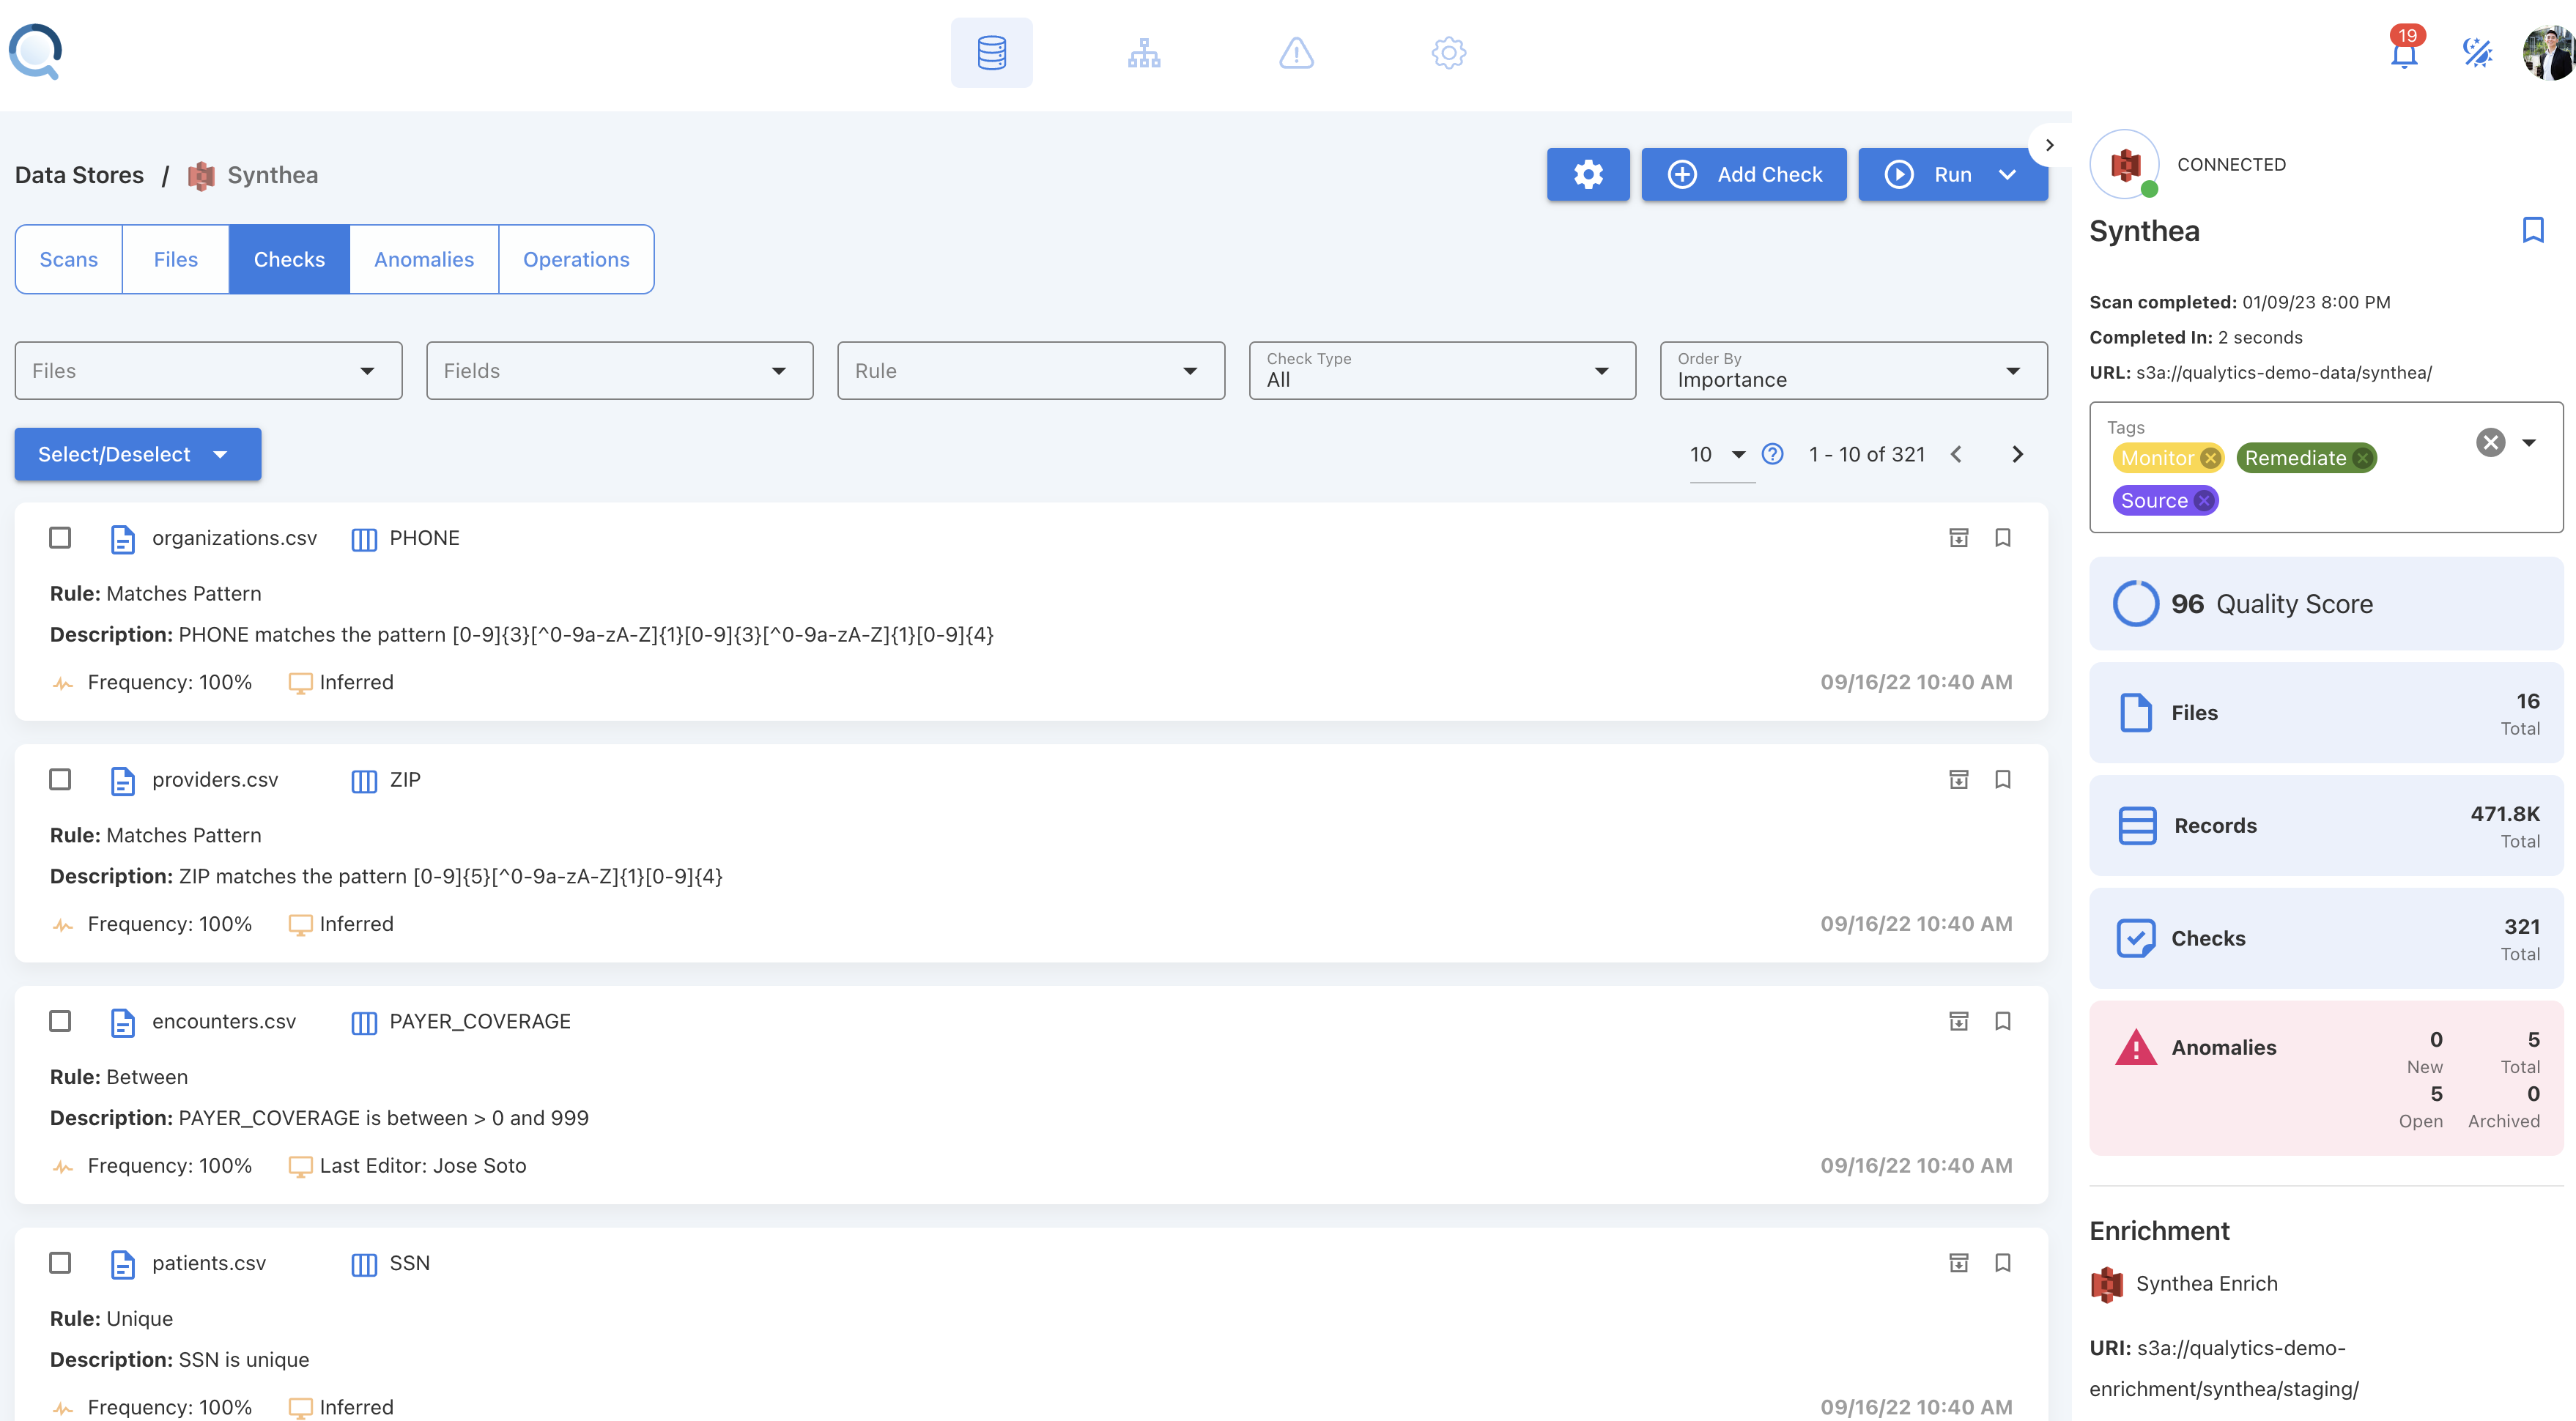 19
Data Stores / Synthea
Add Check
Run
Scans
Files
Checks
Anomalies
Operations
Files
Fields
Rule
Check Type
All
Order By
Importance
Select/Deselect
10
1 - 10 of 321
organizations.csv PHONE
Rule: Matches Pattern
Description: PHONE matches the pattern [0-9]{3}[^0-9a-zA-Z]{1}[0-9]{3}[^0-9a-zA-Z]{1}[0-9]{4}
Frequency: 100% Inferred 09/16/22 10:40 AM
providers.csv ZIP
Rule: Matches Pattern
Description: ZIP matches the pattern [0-9]{5}[^0-9a-zA-Z]{1}[0-9]{4}
Frequency: 100% Inferred 09/16/22 10:40 AM
encounters.csv PAYER_COVERAGE
Rule: Between
Description: PAYER_COVERAGE is between > 0 and 999
Frequency: 100% Last Editor: Jose Soto 09/16/22 10:40 AM
patients.csv SSN
Rule: Unique
Description: SSN is unique
Frequency: 100% Inferred 09/16/22 10:40 AM
CONNECTED
Synthea
Scan completed: 01/09/23 8:00 PM
Completed In: 2 seconds
URL: s3a://qualytics-demo-data/synthea/
Tags
Monitor Remediate
Source
96 Quality Score
Files 16
Total
Records 471.8K
Total
Checks 321
Total
Anomalies 0 5
New Total
5 0
Open Archived
Enrichment
Synthea Enrich
URI: s3a://qualytics-demo-
enrichment/synthea/staging/